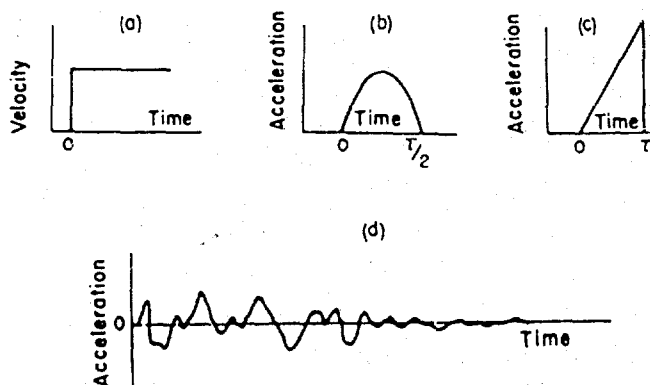 (a)
Velocity
Time
0
(b)
Acceleration
Time
0
τ/2
(c)
Acceleration
Time
0
τ
(d)
Acceleration
0
Time